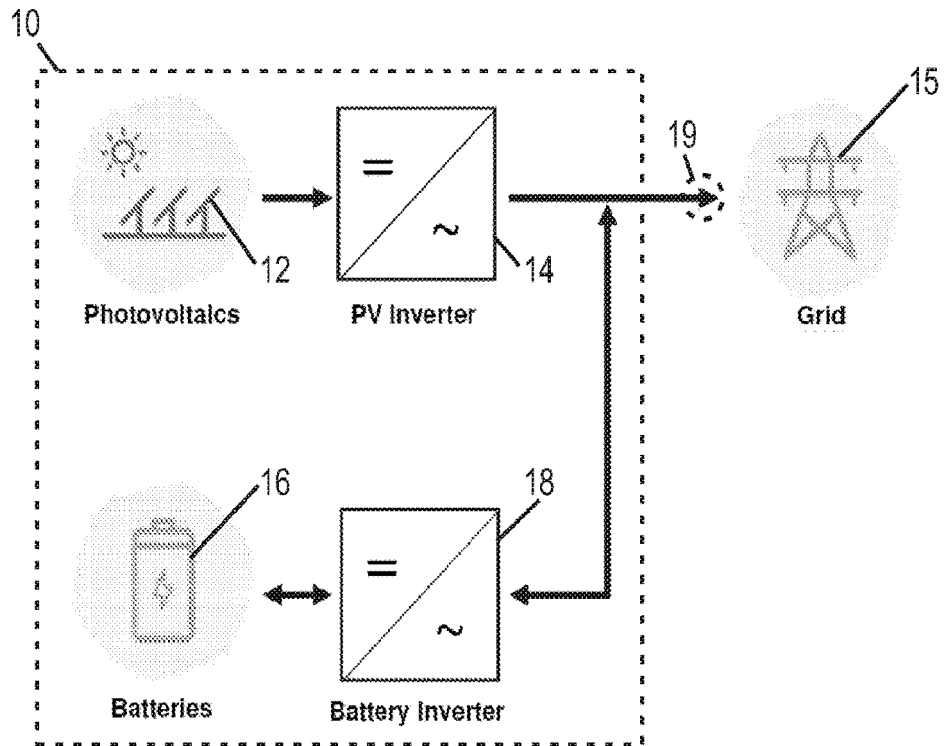 10
15
19
12
14
Photovoltaics
PV Inverter
Grid
16
18
Batteries
Battery Inverter